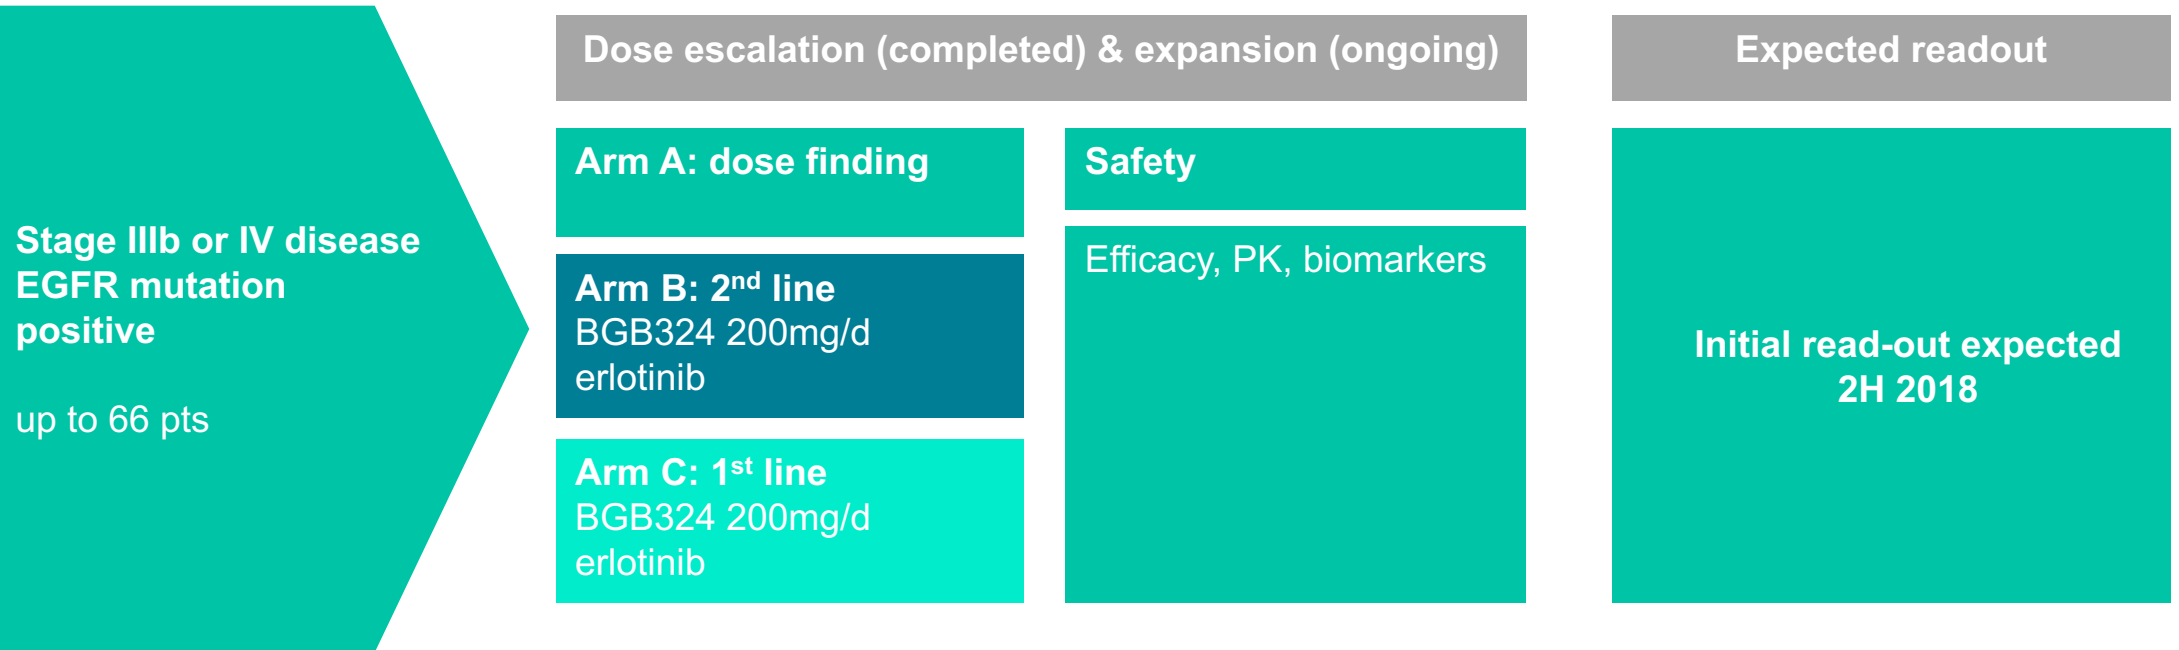 Stage IIIb or IV disease
EGFR mutation
positive
up to 66 pts
Dose escalation (completed) & expansion (ongoing)
Arm A: dose finding
Arm B: 2nd line
BGB324 200mg/d
erlotinib
Arm C: 1st line
BGB324 200mg/d
erlotinib
Safety
Efficacy, PK, biomarkers
Expected readout
Initial read-out expected
2H 2018